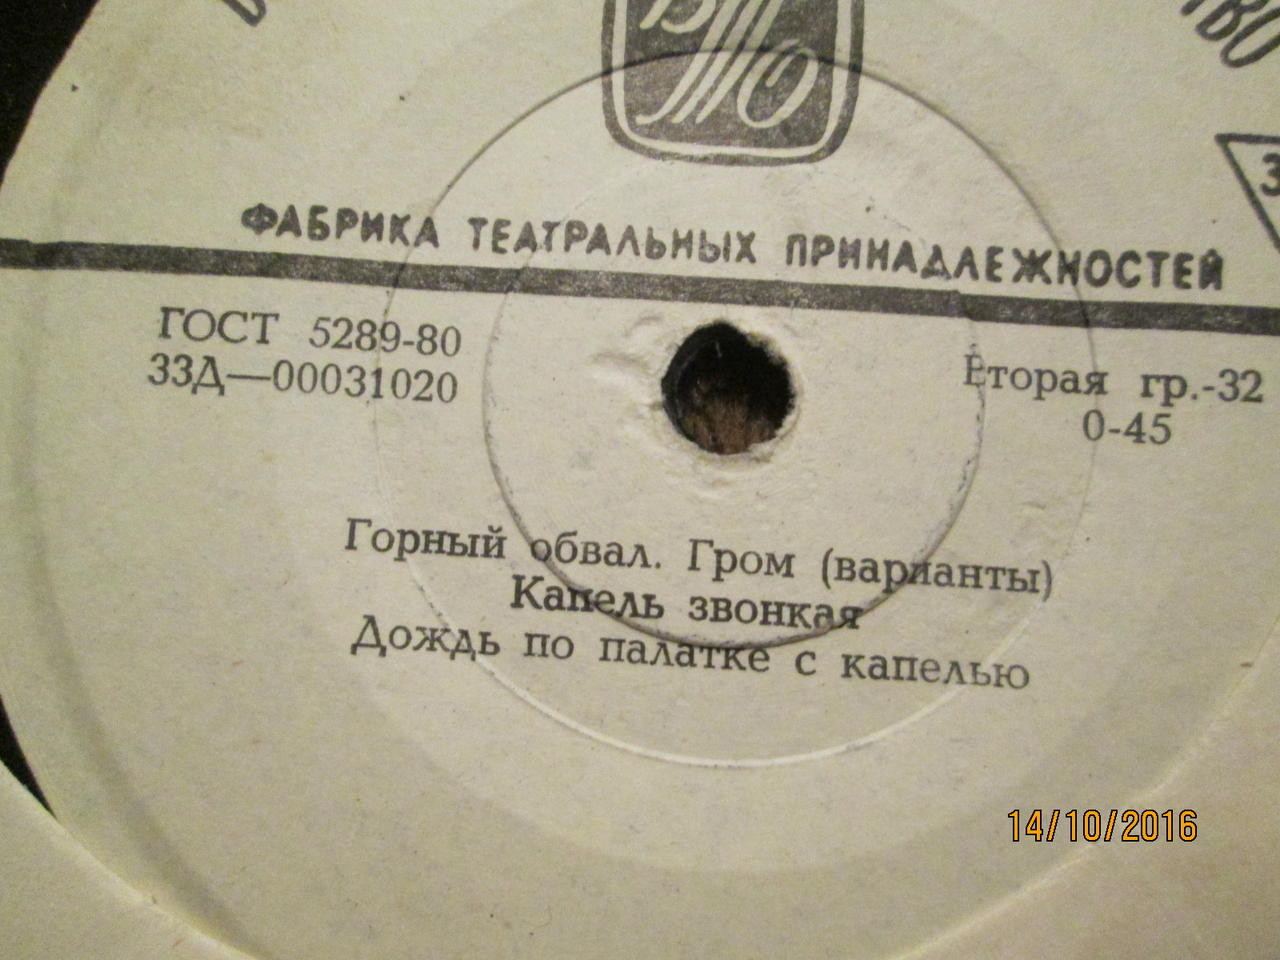 ВТО
ФАБРИКА ТЕАТРАЛЬНЫХ ПРИНАДЛЕЖНОСТЕЙ
ГОСТ 5289-80
33Д—00031020
Вторая гр.-32
0-45
Горный обвал. Гром (варианты)
Капель звонкая
Дождь по палатке с капелью
14/10/2016